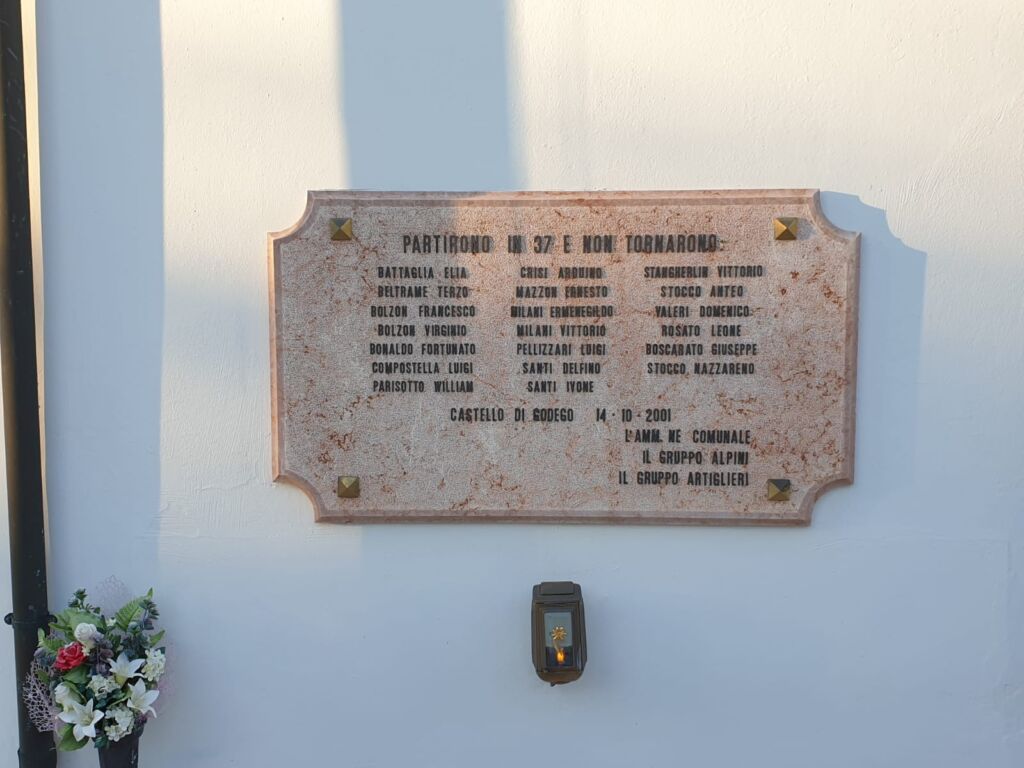 PARTIRONO IN 37 E NON TORNARONO:
BATTAGLIA ELIA
BELTRAME TERZO
BOLZON FRANCESCO
BOLZON VIRGINIO
BONALDO FORTUNATO
COMPOSTELLA LUIGI
PARISOTTO WILLIAM
CRISI ARDUINO
MAZZON ERNESTO
MILANI ERMENEGILDO
MILANI VITTORIO
PELLIZZARI LUIGI
SANTI DELFINO
SANTI IVONE
STANGHERLIN VITTORIO
STOCCO ANTEO
VALERI DOMENICO
ROSATO LEONE
BOSCARATO GIUSEPPE
STOCCO NAZZARENO
CASTELLO DI GODEGO 14·10·2001
L'AMM.NE COMUNALE
IL GRUPPO ALPINI
IL GRUPPO ARTIGLIERI